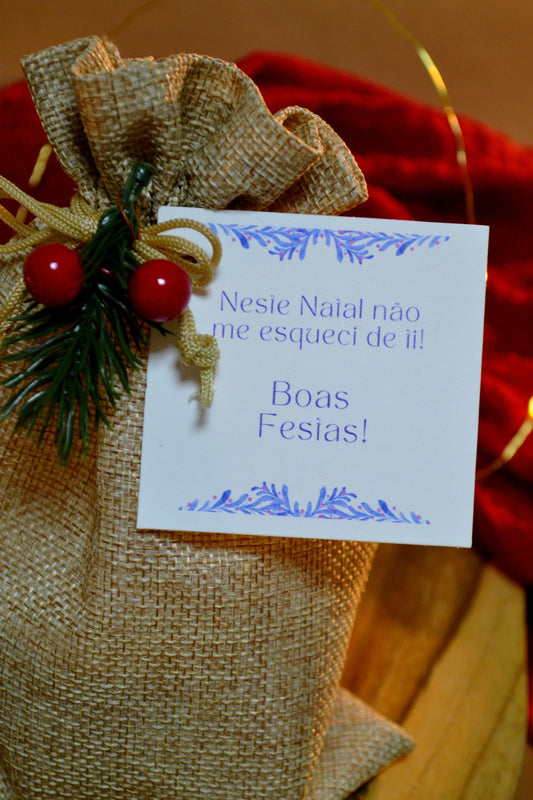 Neste Natal não
me esqueci de ti!
Boas
Festas!